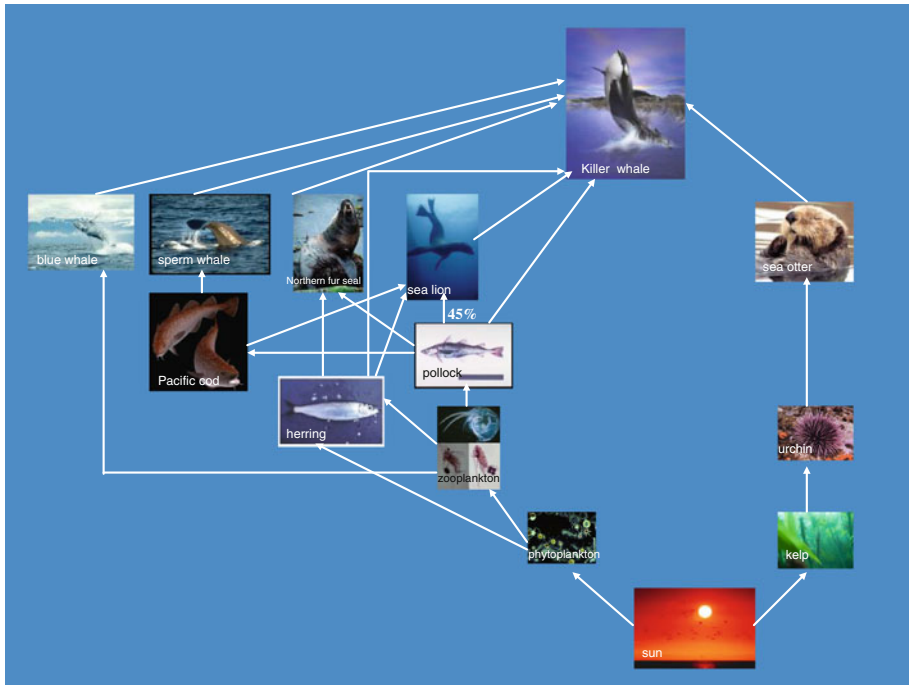 Killer whale
blue whale
sperm whale
Northern fur seal
sea lion
sea otter
45%
Pacific cod
pollock
herring
urchin
zooplankton
phytoplankton
kelp
sun